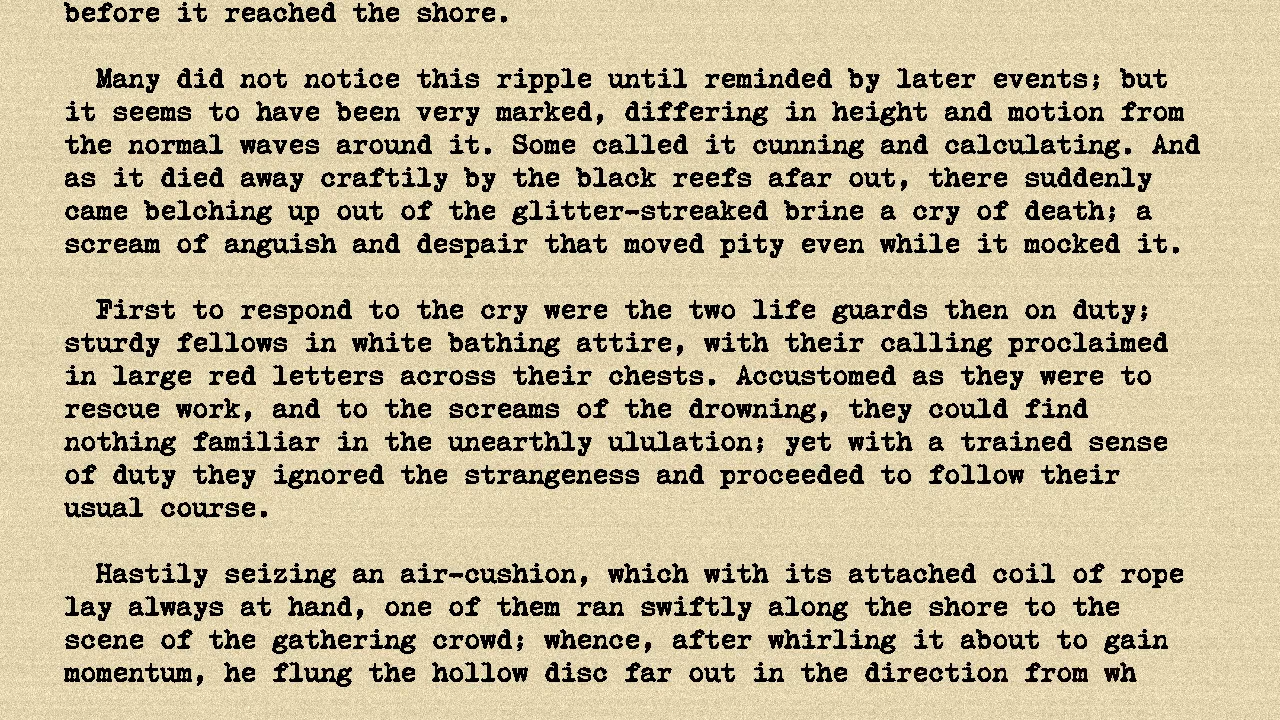 before it reached the shore.
Many did not notice this ripple until reminded by later events; but
it seems to have been very marked, differing in height and motion from
the normal waves around it. Some called it cunning and calculating. And
as it died away craftily by the black reefs afar out, there suddenly
came belching up out of the glitter-streaked brine a cry of death; a
scream of anguish and despair that moved pity even while it mocked it.
First to respond to the cry were the two life guards then on duty;
sturdy fellows in white bathing attire, with their calling proclaimed
in large red letters across their chests. Accustomed as they were to
rescue work, and to the screams of the drowning, they could find
nothing familiar in the unearthly ululation; yet with a trained sense
of duty they ignored the strangeness and proceeded to follow their
usual course.
Hastily seizing an air-cushion, which with its attached coil of rope
lay always at hand, one of them ran swiftly along the shore to the
scene of the gathering crowd; whence, after whirling it about to gain
momentum, he flung the hollow disc far out in the direction from wh